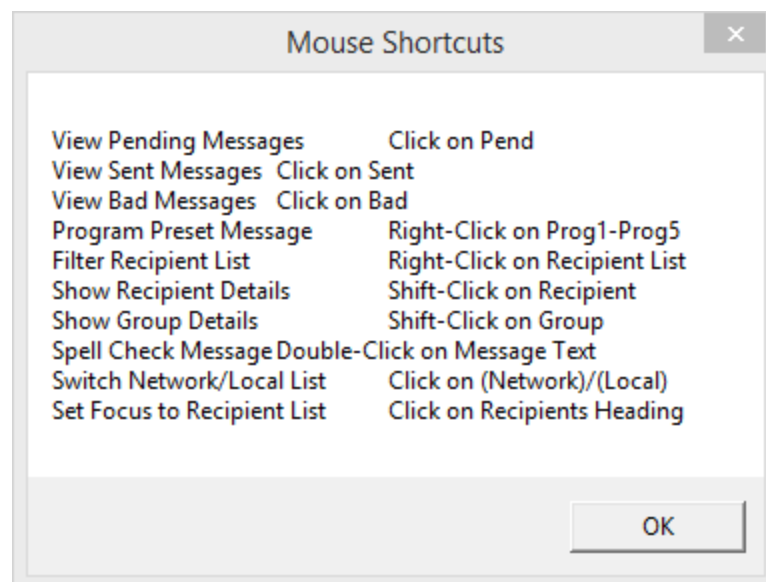 Mouse Shortcuts
View Pending Messages Click on Pend
View Sent Messages Click on Sent
View Bad Messages Click on Bad
Program Preset Message Right-Click on Prog1-Prog5
Filter Recipient List Right-Click on Recipient List
Show Recipient Details Shift-Click on Recipient
Show Group Details Shift-Click on Group
Spell Check Message Double-Click on Message Text
Switch Network/Local List Click on (Network)/(Local)
Set Focus to Recipient List Click on Recipients Heading
OK